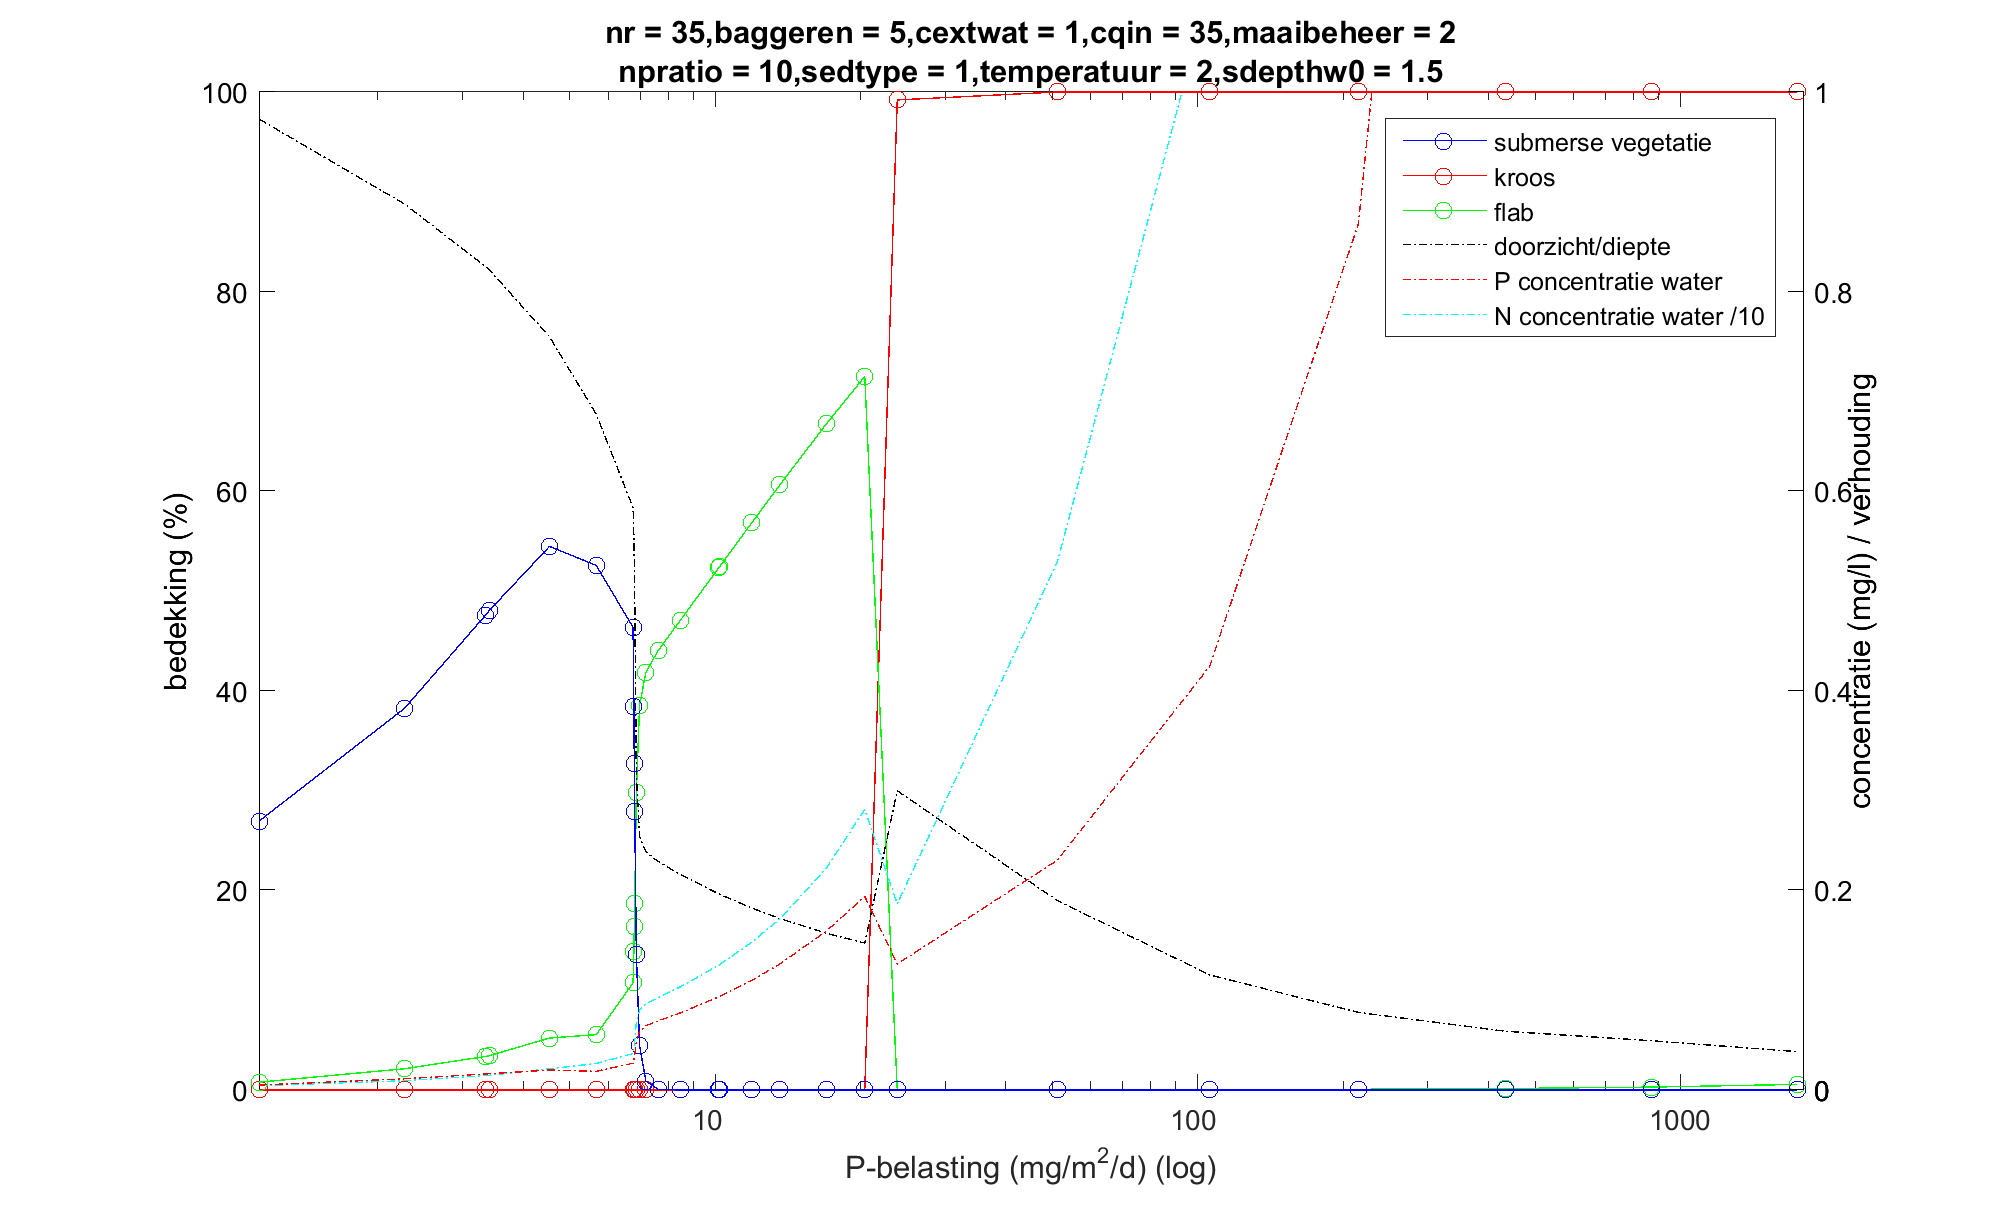 nr = 35,baggeren = 5,cextwat = 1,cqin = 35,maaibeheer = 2
npratio = 10,sedtype = 1,temperatuur = 2,sdepthw0 = 1.5
100
80
60
40
20
0
bedekking (%)
submerse vegetatie
kroos
flab
doorzicht/diepte
P concentratie water
N concentratie water /10
1
0.8
0.6
0.4
0.2
0
0
concentratie (mg/l) / verhouding
10
100
1000
P-belasting (mg/m²/d) (log)